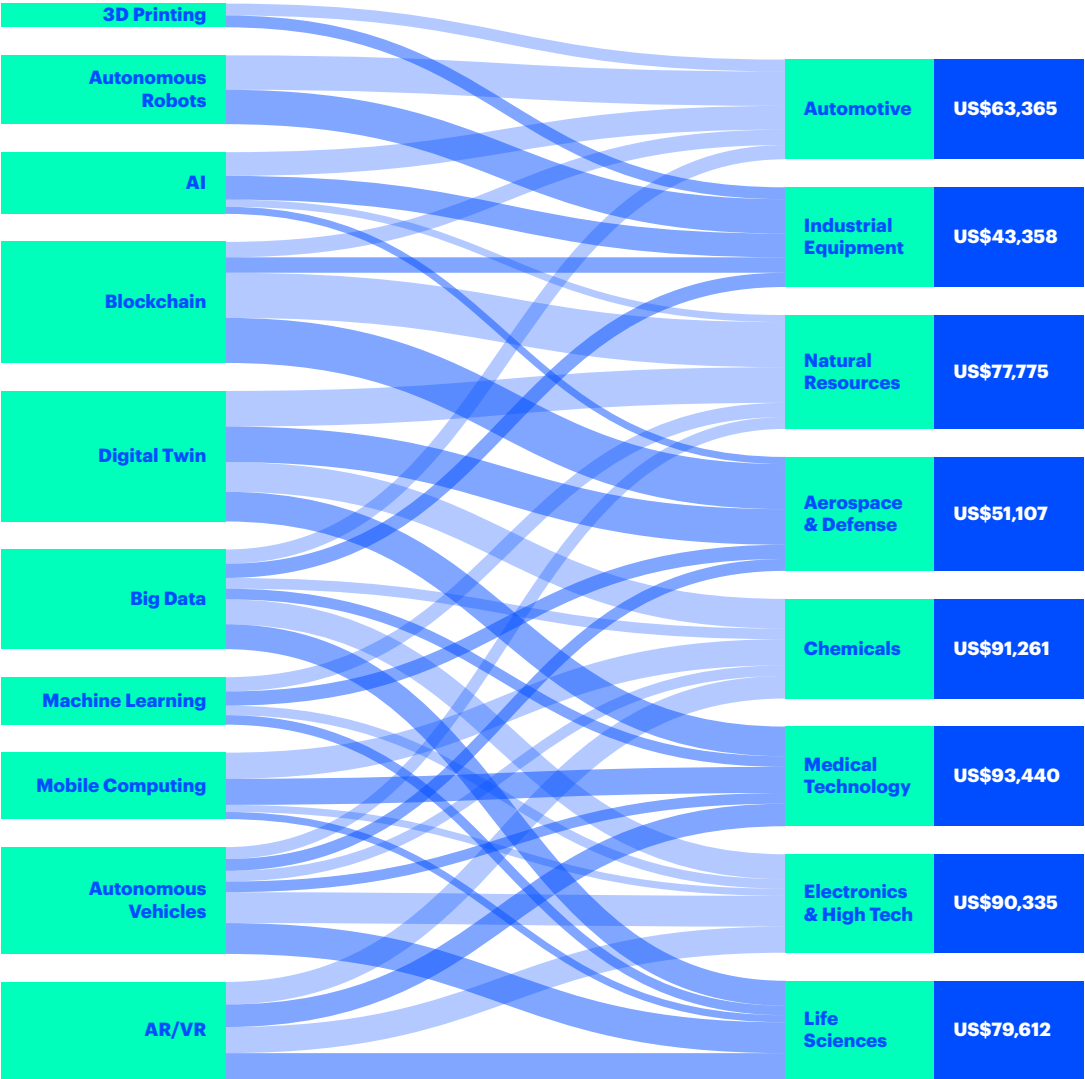 3D Printing
Autonomous
Robots
AI
Blockchain
Digital Twin
Big Data
Machine Learning
Mobile Computing
Autonomous
Vehicles
AR/VR
Automotive
US$63,365
Industrial
Equipment
US$43,358
Natural
Resources
US$77,775
Aerospace
& Defense
US$51,107
Chemicals
US$91,261
Medical
Technology
US$93,440
Electronics
& High Tech
US$90,335
Life
Sciences
US$79,612